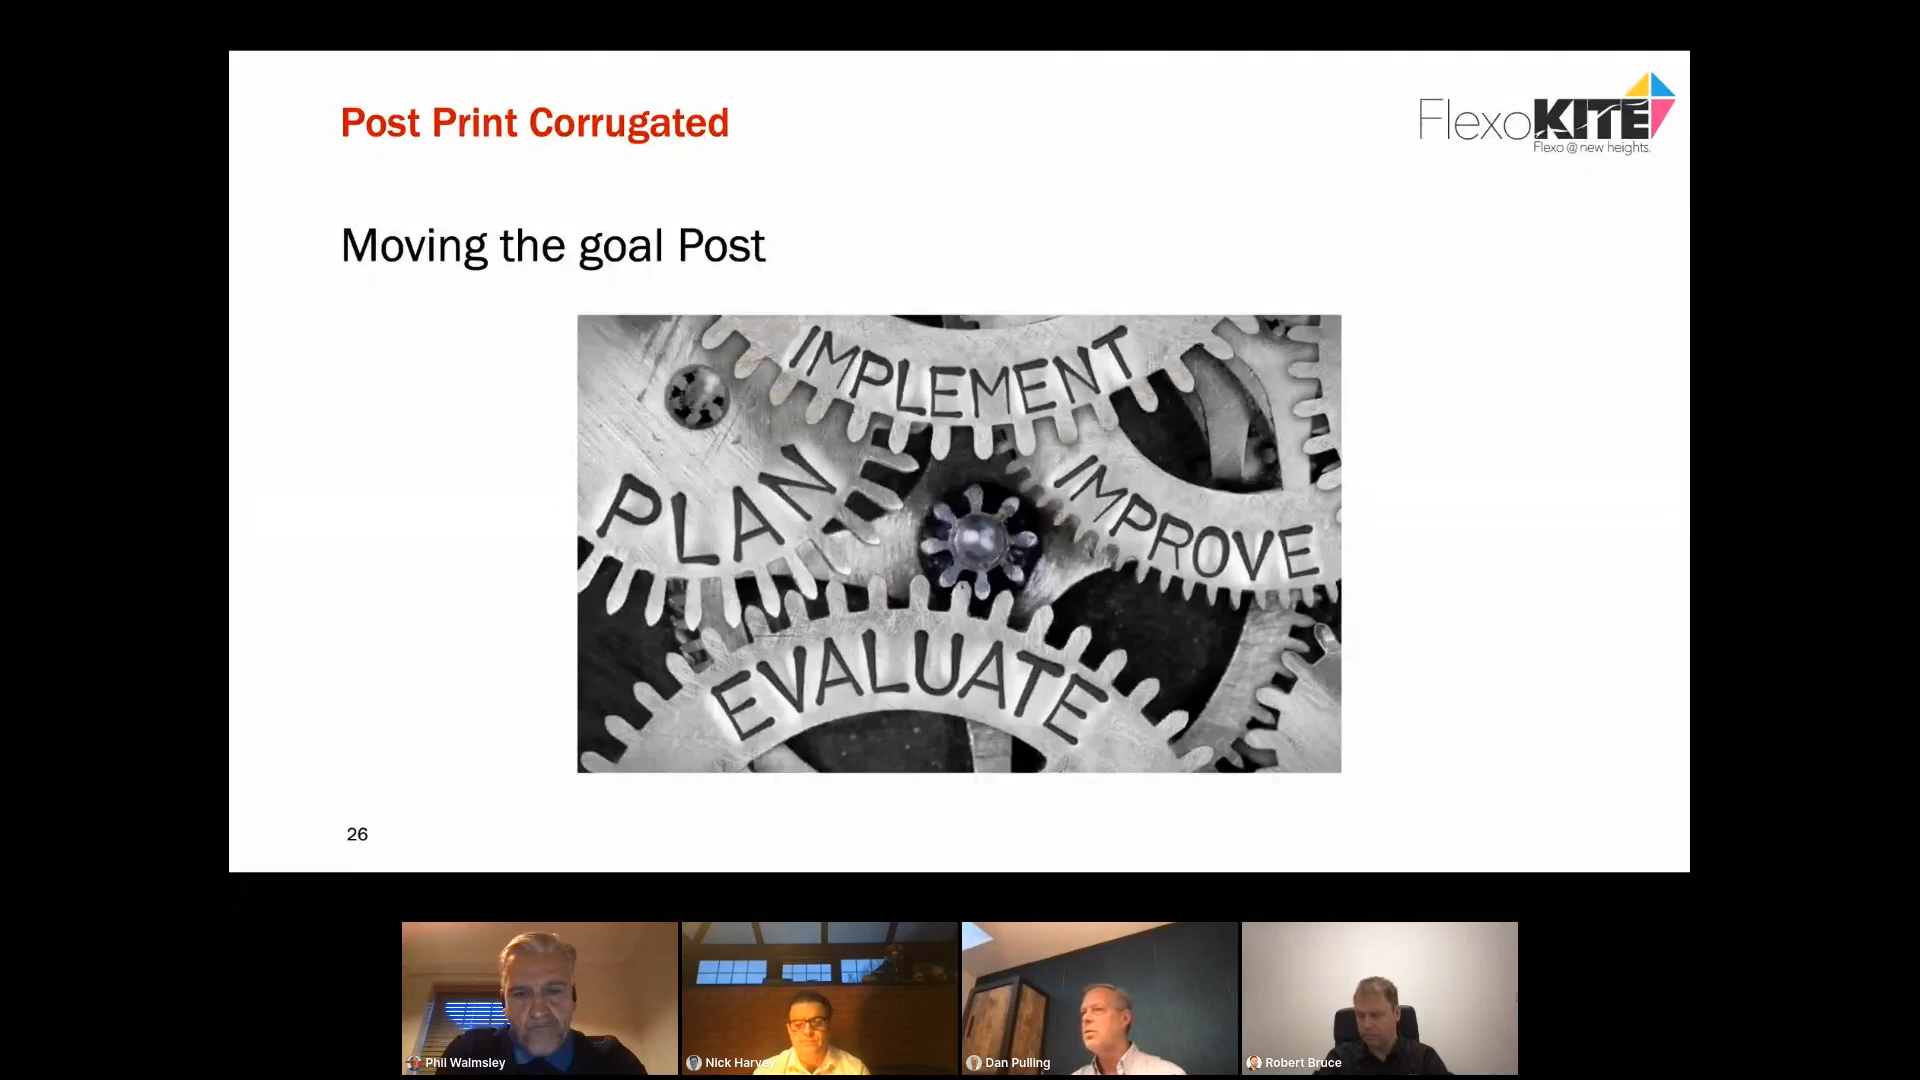 Post Print Corrugated
FlexoKITE
Flexo @ new heights.
Moving the goal Post
IMPLEMENT
PLAN
IMPROVE
EVALUATE
26
Phil Walmsley
Nick Harvey
Dan Pulling
Robert Bruce